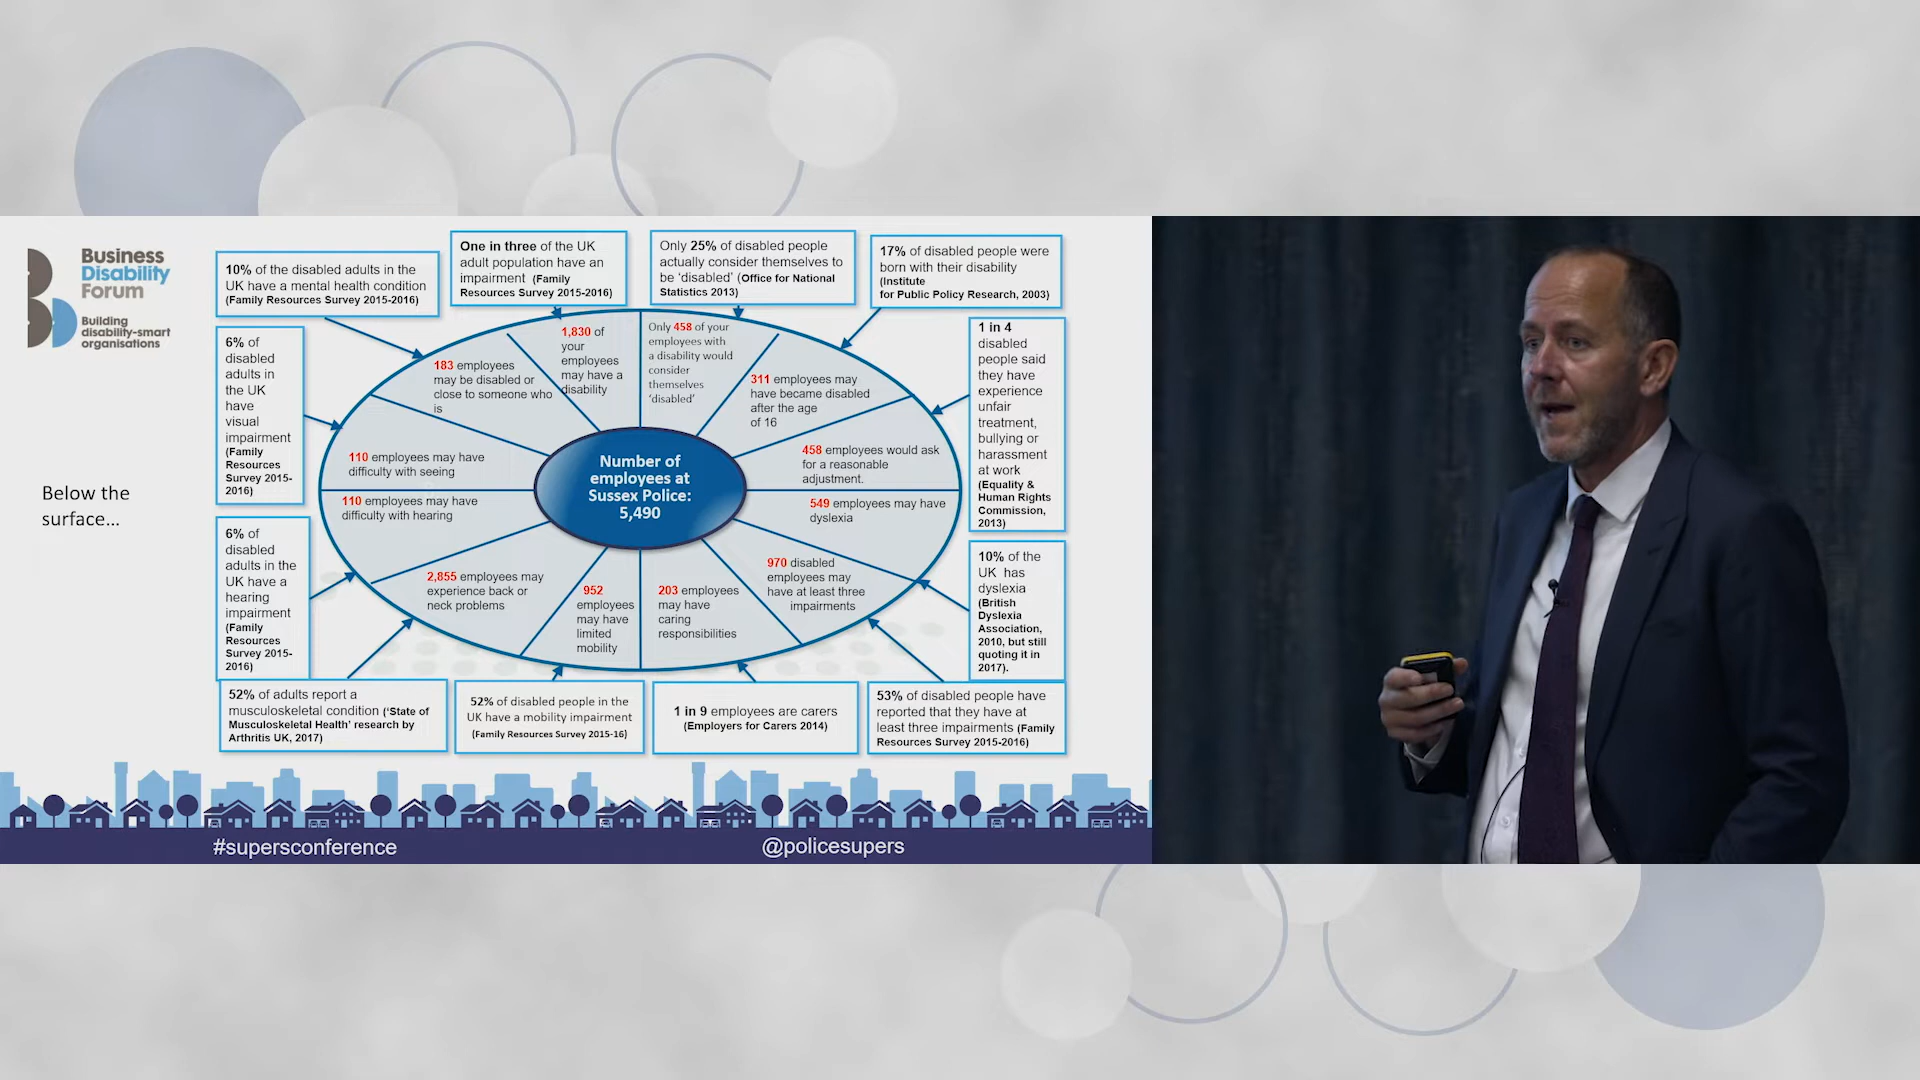 Business
Disability
Forum
Building
disability-smart
organisations
Below the
surface...
10% of the disabled adults in the
UK have a mental health condition
(Family Resources Survey 2015-2016)
One in three of the UK
adult population have an
impairment (Family
Resources Survey 2015-2016)
Only 25% of disabled people
actually consider themselves to
be ‘disabled’ (Office for National
Statistics 2013)
17% of disabled people were
born with their disability
(Institute
for Public Policy Research, 2003)
6% of
disabled
adults in
the UK
have
visual
impairment
(Family
Resources
Survey 2015-
2016)
1 in 4
disabled
people said
they have
experience
unfair
treatment,
bullying or
harassment
at work
(Equality &
Human Rights
Commission,
2013)
183 employees
may be disabled or
close to someone who
is
1,830 of
your
employees
may have a
disability
Only 458 of your
employees with
a disability would
consider
themselves
‘disabled’
311 employees may
have became disabled
after the age
of 16
110 employees may have
difficulty with seeing
458 employees would ask
for a reasonable
adjustment.
Number of
employees at
Sussex Police:
5,490
110 employees may have
difficulty with hearing
549 employees may have
dyslexia
2,855 employees may
experience back or
neck problems
952
employees
may have
limited
mobility
203 employees
may have
caring
responsibilities
970 disabled
employees may
have at least three
impairments
6% of
disabled
adults in the
UK have a
hearing
impairment
(Family
Resources
Survey 2015-
2016)
10% of the
UK has
dyslexia
(British
Dyslexia
Association,
2010, but still
quoting it in
2017).
52% of adults report a
musculoskeletal condition (‘State of
Musculoskeletal Health’ research by
Arthritis UK, 2017)
52% of disabled people in the
UK have a mobility impairment
(Family Resources Survey 2015-16)
1 in 9 employees are carers
(Employers for Carers 2014)
53% of disabled people have
reported that they have at
least three impairments (Family
Resources Survey 2015-2016)
#supersconference
@policesupers